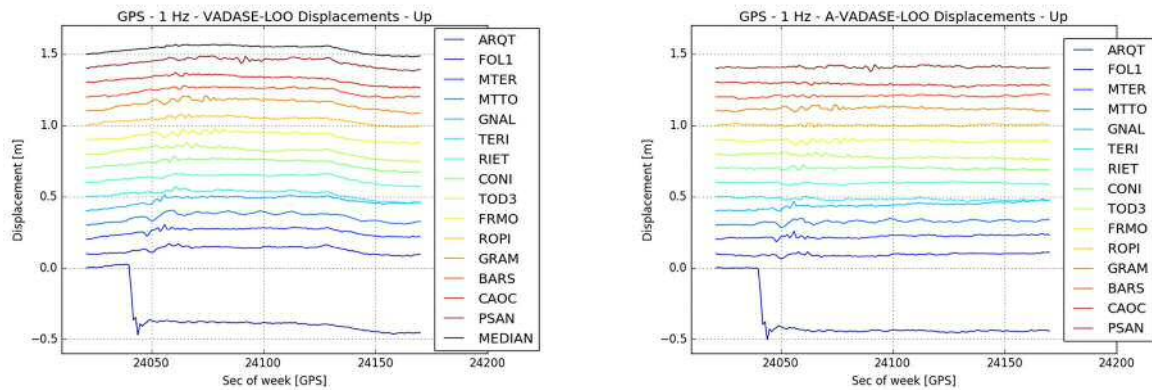 GPS - 1 Hz - VADASE-LOO Displacements - Up
Displacement [m]
1.5
1.0
0.5
0.0
−0.5
24050
24100
24150
24200
Sec of week [GPS]
ARQT
FOL1
MTER
MTTO
GNAL
TERI
RIET
CONI
TOD3
FRMO
ROPI
GRAM
BARS
CAOC
PSAN
MEDIAN
GPS - 1 Hz - A-VADASE-LOO Displacements - Up
Displacement [m]
1.5
1.0
0.5
0.0
−0.5
24050
24100
24150
24200
Sec of week [GPS]
ARQT
FOL1
MTER
MTTO
GNAL
TERI
RIET
CONI
TOD3
FRMO
ROPI
GRAM
BARS
CAOC
PSAN